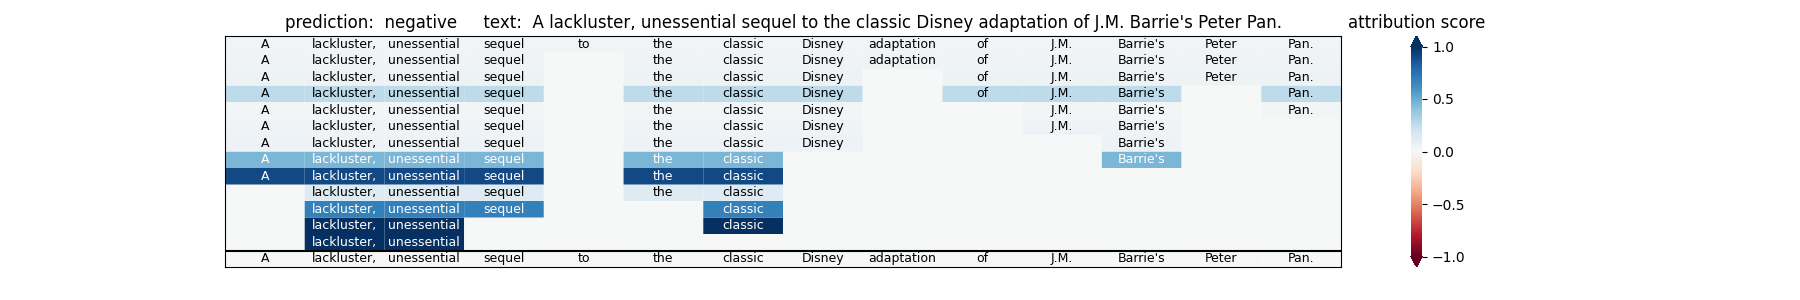 prediction: negative text: A lackluster, unessential sequel to the classic Disney adaptation of J.M. Barrie's Peter Pan. attribution score
A lackluster, unessential sequel to the classic Disney adaptation of J.M. Barrie's Peter Pan. 1.0
A lackluster, unessential sequel the classic Disney adaptation of J.M. Barrie's Peter Pan.
A lackluster, unessential sequel the classic Disney of J.M. Barrie's Peter Pan.
A lackluster, unessential sequel the classic Disney of J.M. Barrie's Pan. 0.5
A lackluster, unessential sequel the classic Disney J.M. Barrie's Pan.
A lackluster, unessential sequel the classic Disney J.M. Barrie's
A lackluster, unessential sequel the classic Disney Barrie's 0.0
A lackluster, unessential sequel the classic Barrie's
A lackluster, unessential sequel the classic
lackluster, unessential sequel the classic
lackluster, unessential sequel classic −0.5
lackluster, unessential classic
lackluster, unessential
A lackluster, unessential sequel to the classic Disney adaptation of J.M. Barrie's Peter Pan. −1.0